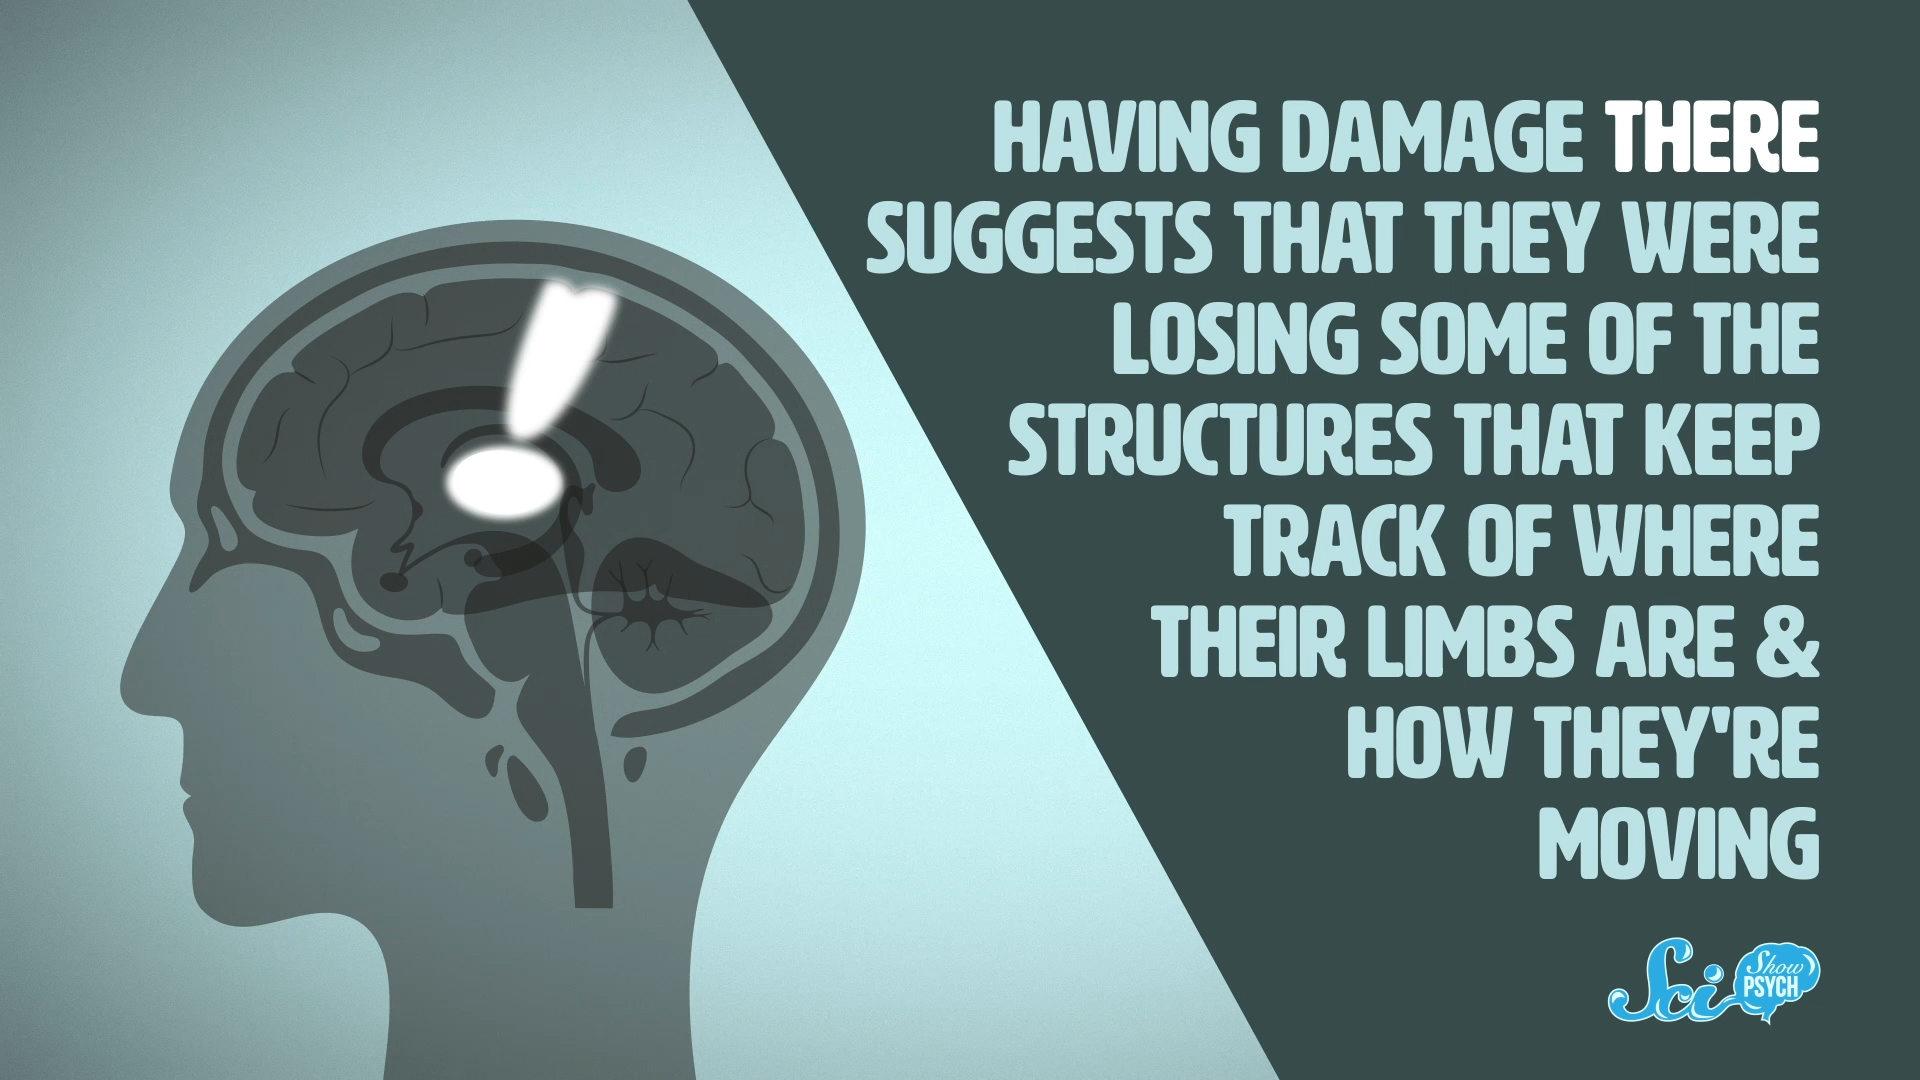 HAVING DAMAGE THERE
SUGGESTS THAT THEY WERE
LOSING SOME OF THE
STRUCTURES THAT KEEP
TRACK OF WHERE
THEIR LIMBS ARE &
HOW THEY'RE
MOVING
Sci Show
PSYCH